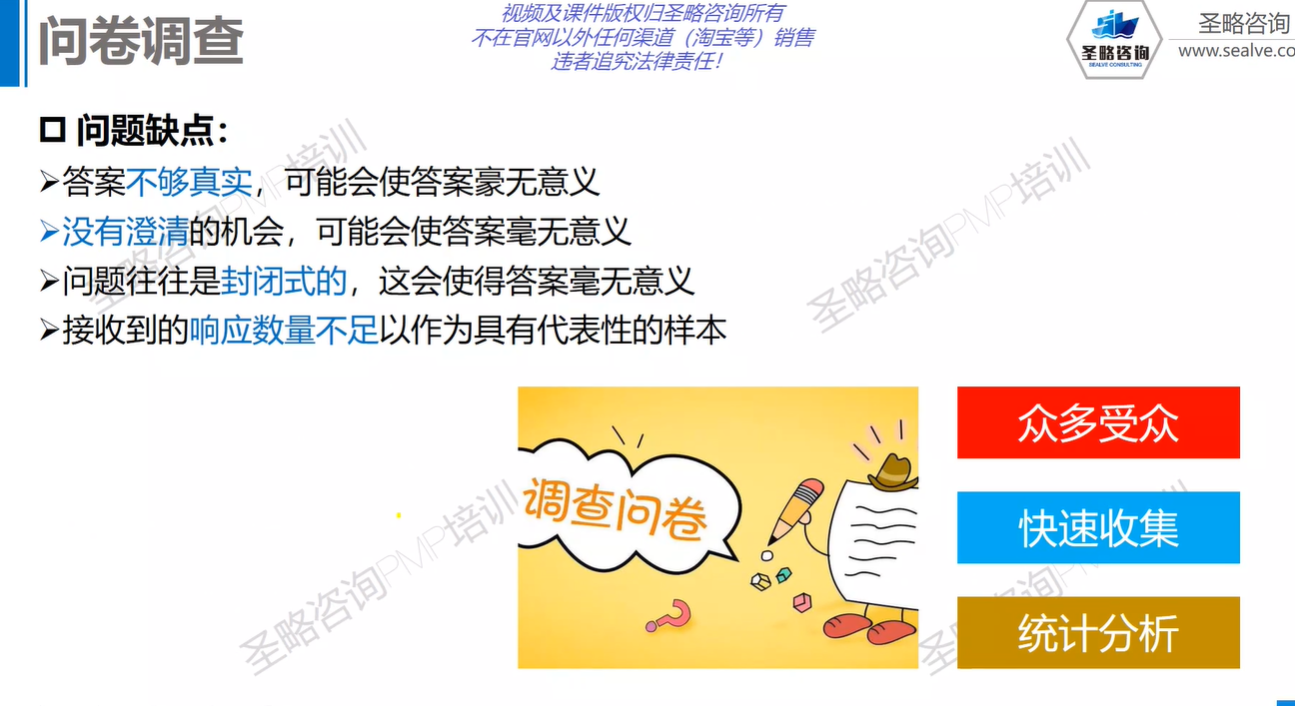 问卷调查
视频及课件版权归圣略咨询所有
不在官网以外任何渠道（淘宝等）销售
违者追究法律责任！
圣略咨询
SEALVE CONSULTING
圣略咨询
www.sealve.co
问题缺点：
答案不够真实，可能会使答案豪无意义
没有澄清的机会，可能会使答案毫无意义
问题往往是封闭式的，这会使得答案毫无意义
接收到的响应数量不足以作为具有代表性的样本
圣略咨询PMP培训
圣略咨询PMP培训
圣略咨询PMP培训
调查问卷
众多受众
快速收集
统计分析